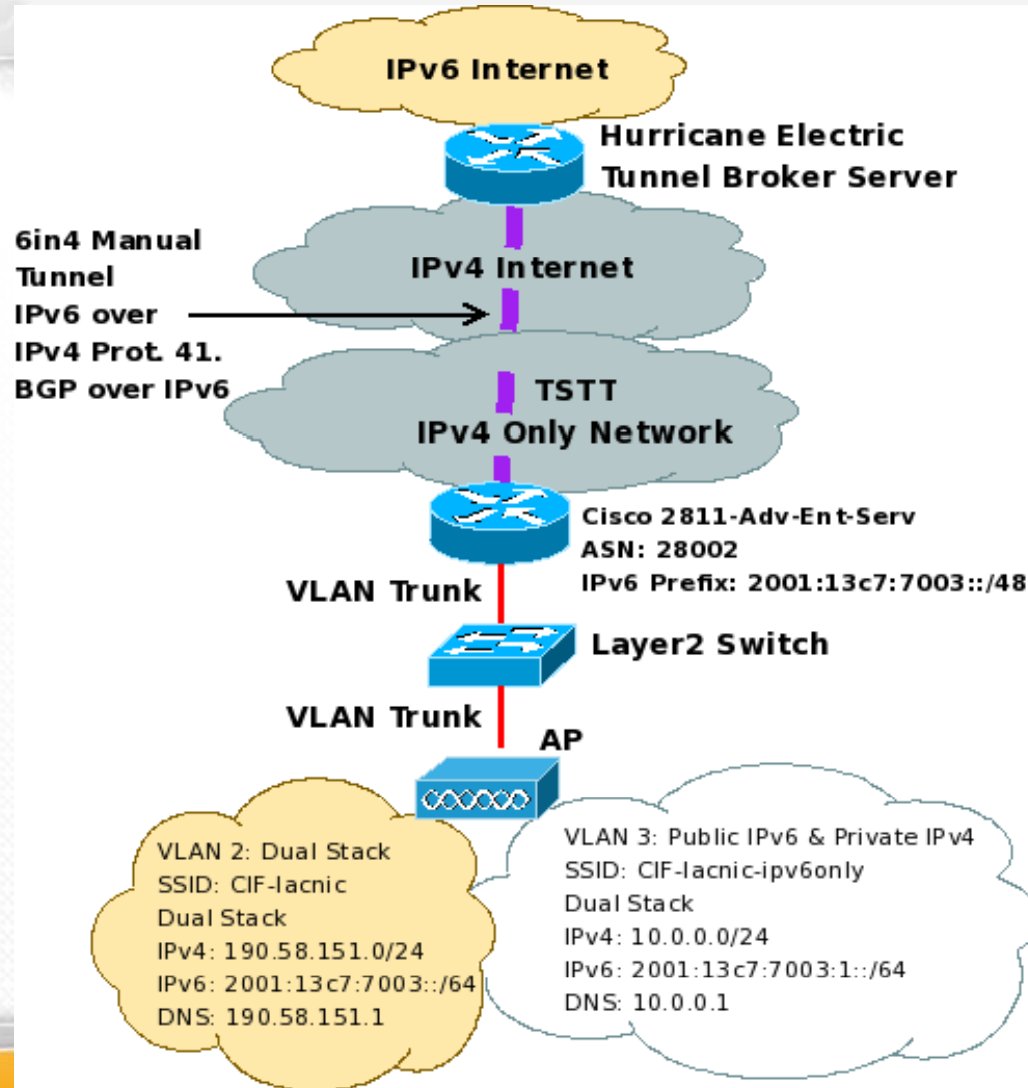 IPv6 Internet
Hurricane Electric
Tunnel Broker Server
6in4 Manual
Tunnel
IPv6 over
IPv4 Prot. 41.
BGP over IPv6
IPv4 Internet
TSTT
IPv4 Only Network
Cisco 2811-Adv-Ent-Serv
ASN: 28002
IPv6 Prefix: 2001:13c7:7003::/48
VLAN Trunk
Layer2 Switch
VLAN Trunk
AP
VLAN 2: Dual Stack
SSID: CIF-lacnic
Dual Stack
IPv4: 190.58.151.0/24
IPv6: 2001:13c7:7003::/64
DNS: 190.58.151.1
VLAN 3: Public IPv6 & Private IPv4
SSID: CIF-lacnic-ipv6only
Dual Stack
IPv4: 10.0.0.0/24
IPv6: 2001:13c7:7003:1::/64
DNS: 10.0.0.1